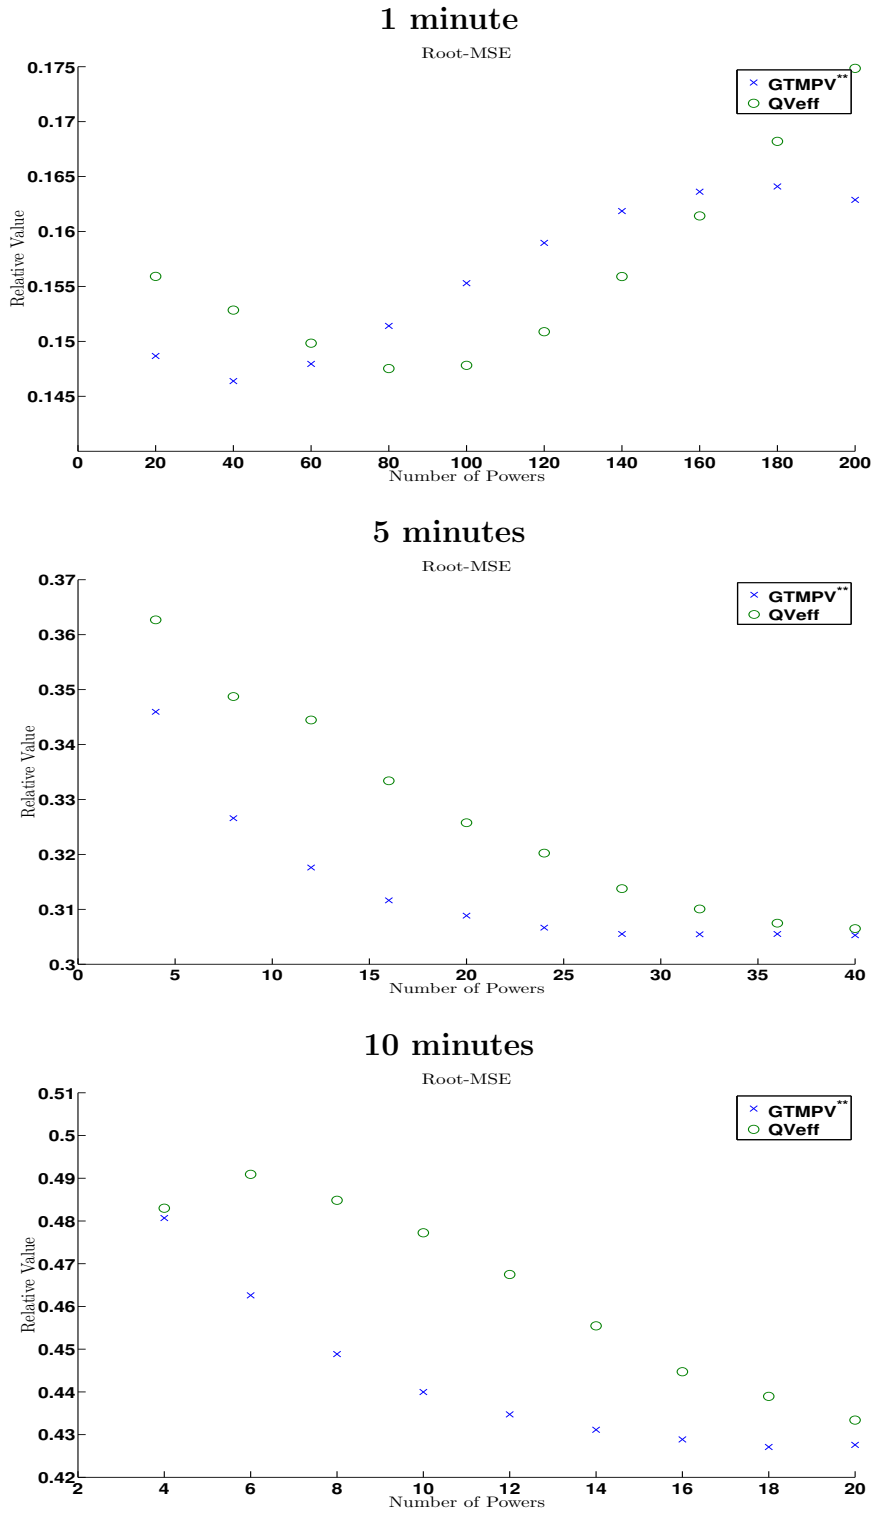 1 minute
Root-MSE
0.175
0.17
0.165
0.16
0.155
0.15
0.145
Relative Value
GTMPV**
QVeff
0 20 40 60 80 100 120 140 160 180 200
Number of Powers
5 minutes
Root-MSE
0.37
0.36
0.35
0.34
0.33
0.32
0.31
0.3
Relative Value
GTMPV**
QVeff
0 5 10 15 20 25 30 35 40
Number of Powers
10 minutes
Root-MSE
0.51
0.5
0.49
0.48
0.47
0.46
0.45
0.44
0.43
0.42
Relative Value
GTMPV**
QVeff
2 4 6 8 10 12 14 16 18 20
Number of Powers